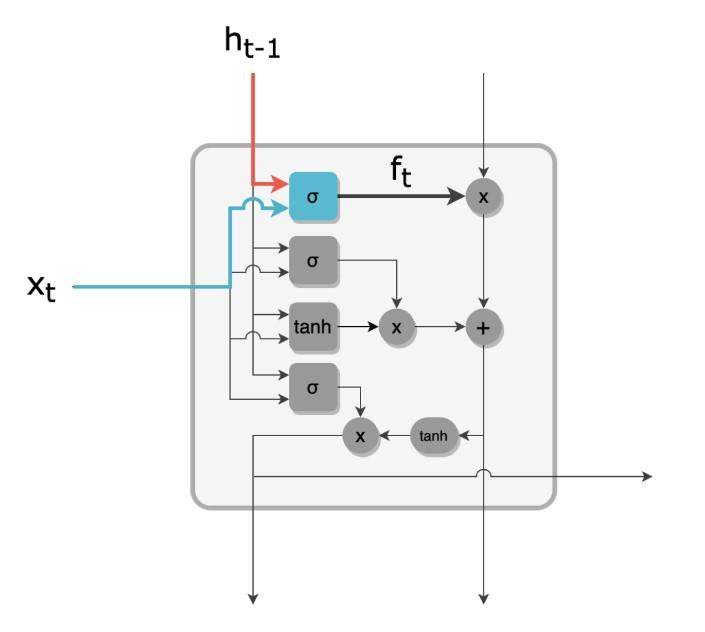 h_{t-1}
f_t
σ
x
σ
x_t
tanh
x
+
σ
x
tanh